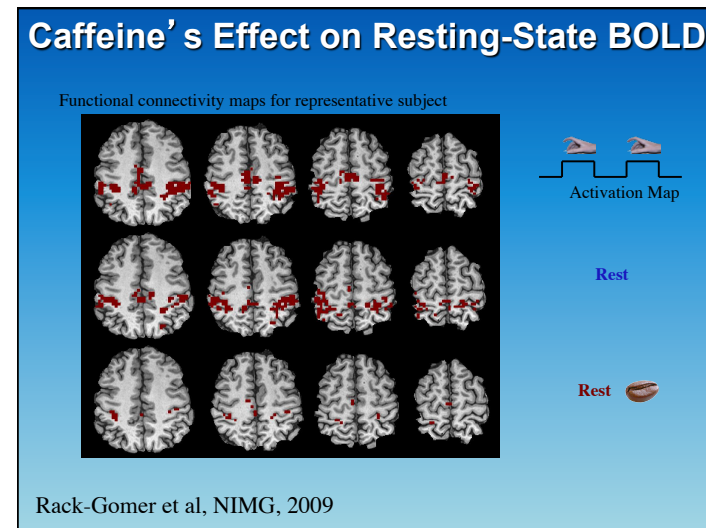 Caffeine’s Effect on Resting-State BOLD
Functional connectivity maps for representative subject
Activation Map
Rest
Rest
Rack-Gomer et al, NIMG, 2009